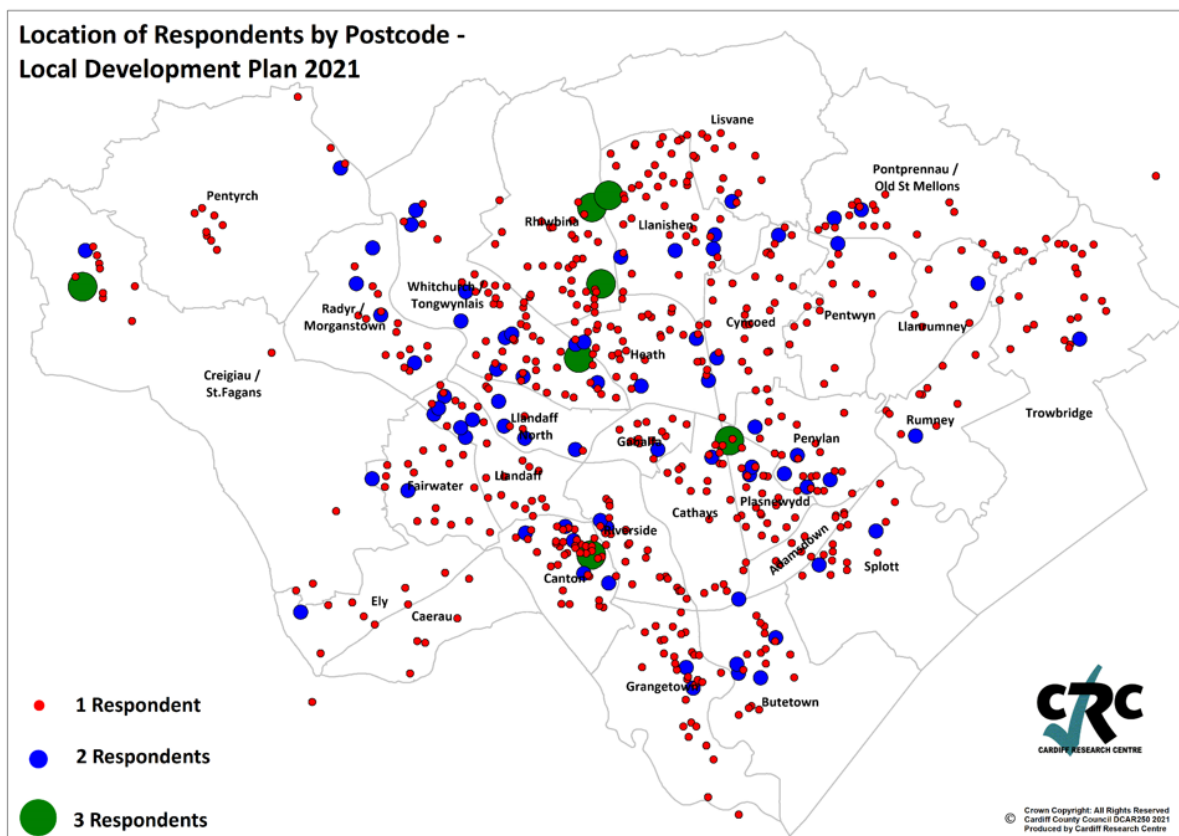 Location of Respondents by Postcode -
Local Development Plan 2021
Lisvane
Pontprennau /
Old St Mellons
Pentyrch
Rhiwbina
Llanishen
Whitchurch /
Tongwynlais
Radyr /
Morganstown
Cyncoed
Pentwyn
Llanrumney
Heath
Creigiau /
St.Fagans
Llandaff
North
Rumney
Trowbridge
Gabalfa
Penylan
Llandaff
Fairwater
Plasnewydd
Cathays
Riverside
Adamsdown
Splott
Canton
Ely
Caerau
Grangetown
Butetown
1 Respondent
2 Respondents
3 Respondents
CRC
CARDIFF RESEARCH CENTRE
© Crown Copyright: All Rights Reserved
Cardiff County Council DCAR250 2021
Produced by Cardiff Research Centre